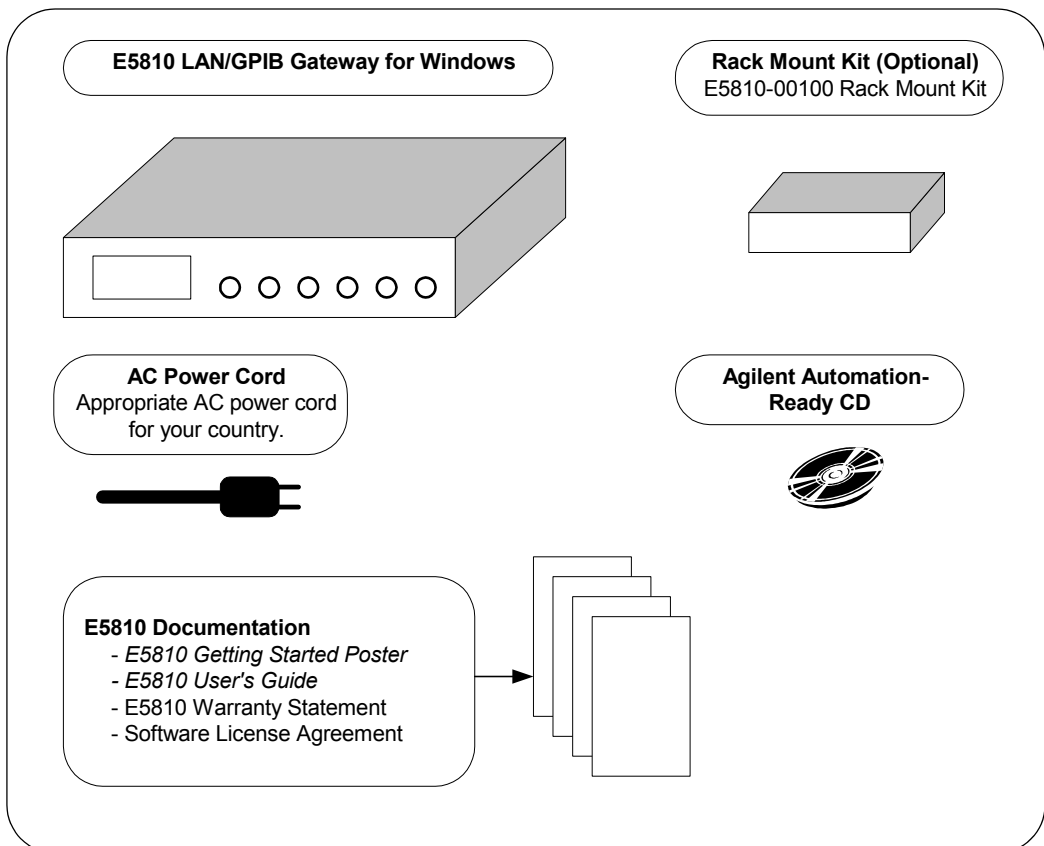 E5810 LAN/GPIB Gateway for Windows
Rack Mount Kit (Optional)
E5810-00100 Rack Mount Kit
AC Power Cord
Appropriate AC power cord
for your country.
Agilent Automation-
Ready CD
E5810 Documentation
- E5810 Getting Started Poster
- E5810 User's Guide
- E5810 Warranty Statement
- Software License Agreement